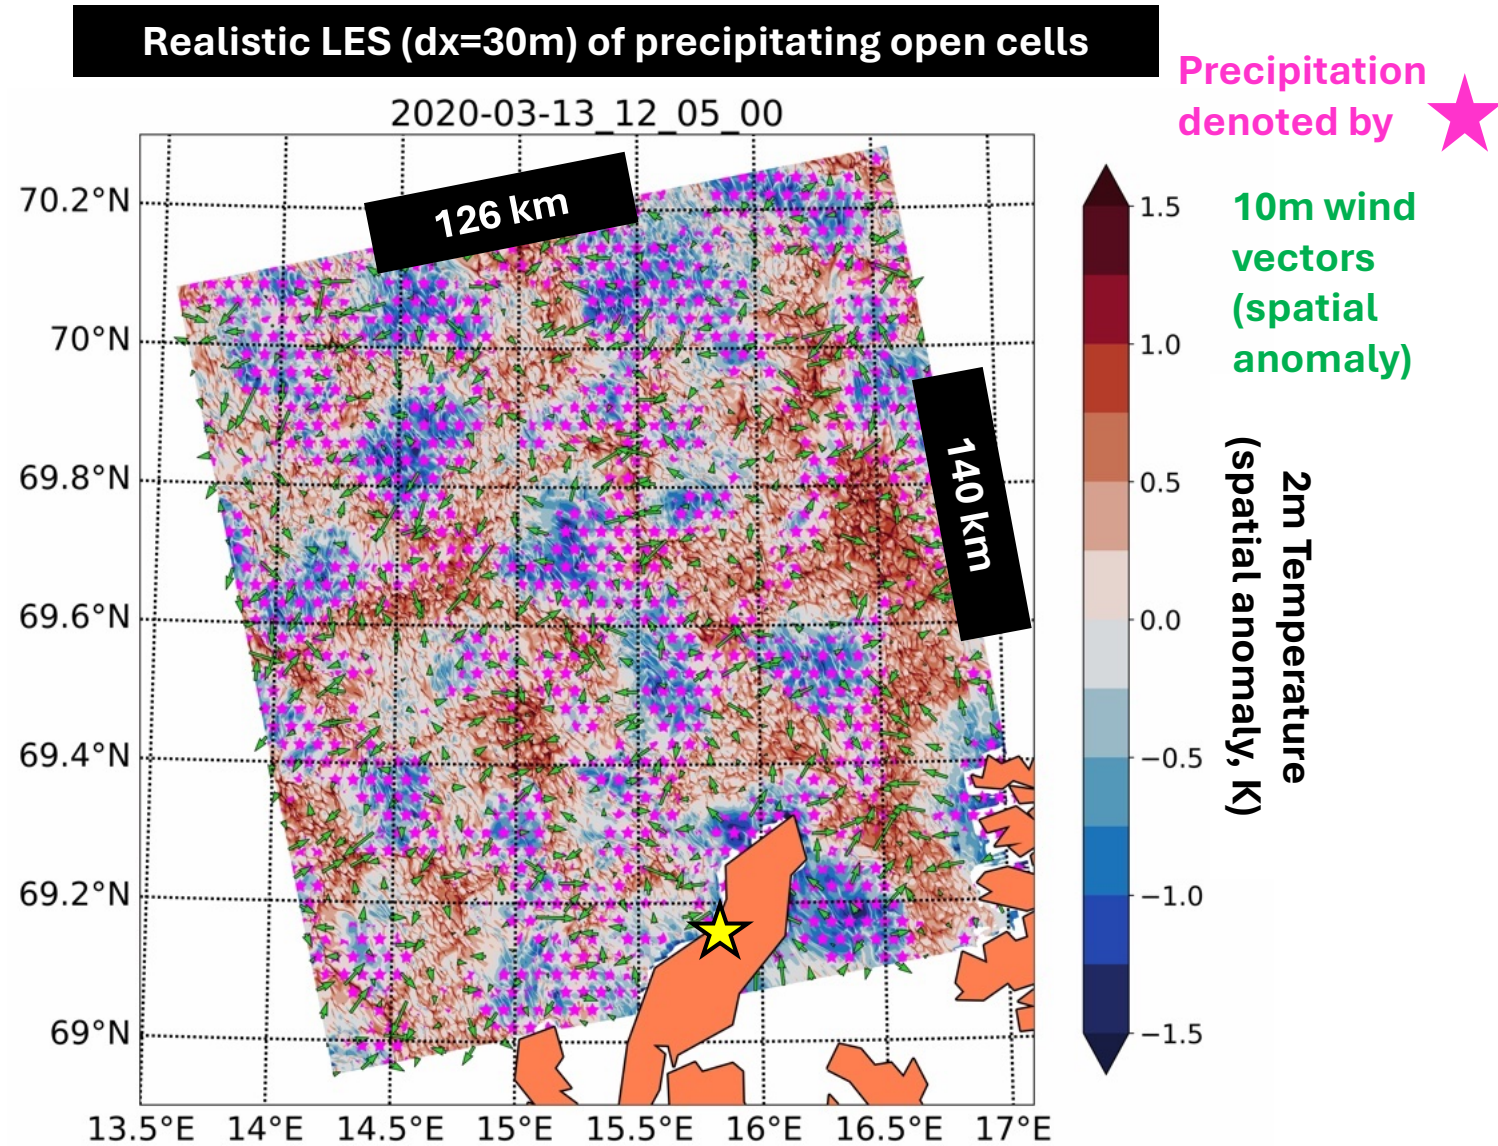 Realistic LES (dx=30m) of precipitating open cells
Precipitation
denoted by
2020-03-13_12_05_00
126 km
140 km
10m wind
vectors
(spatial
anomaly)
70.2°N
70°N
69.8°N
69.6°N
69.4°N
69.2°N
69°N
13.5°E
14°E
14.5°E
15°E
15.5°E
16°E
16.5°E
17°E
1.5
1.0
0.5
0.0
−0.5
−1.0
−1.5
2m Temperature
(spatial anomaly, K)